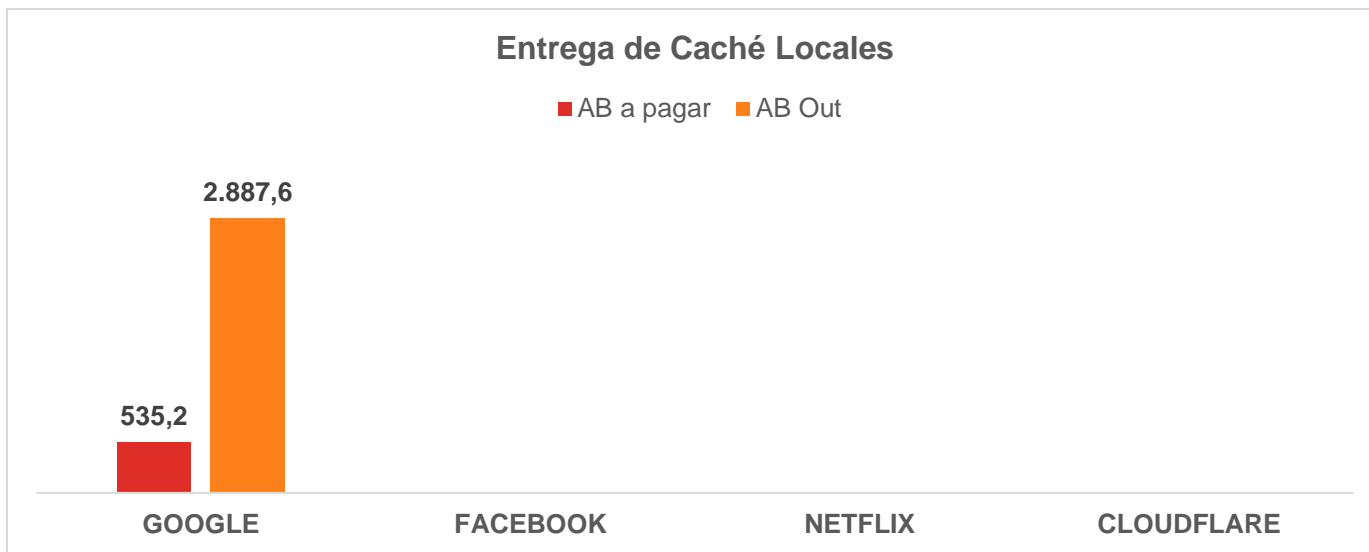 Entrega de Caché Locales
AB a pagar AB Out
2.887,6
535,2
GOOGLE FACEBOOK NETFLIX CLOUDFLARE